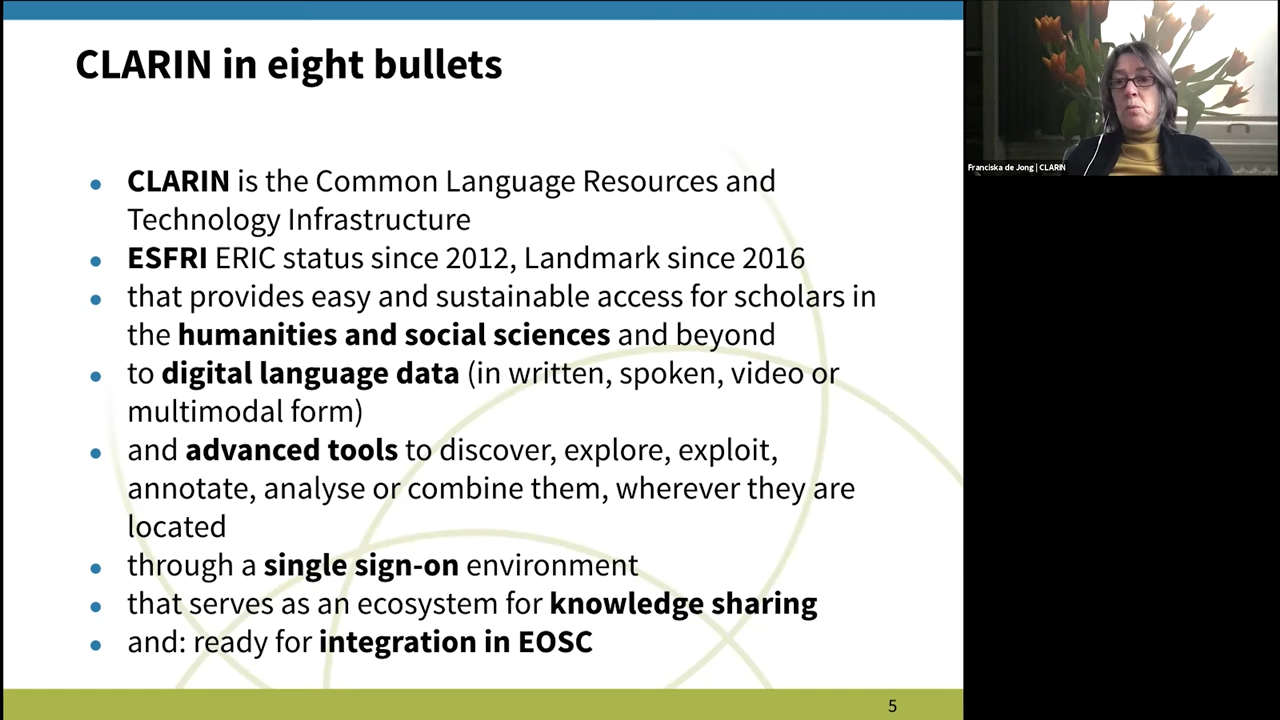 CLARIN in eight bullets
CLARIN is the Common Language Resources and
Technology Infrastructure
ESFRI ERIC status since 2012, Landmark since 2016
that provides easy and sustainable access for scholars in
the humanities and social sciences and beyond
to digital language data (in written, spoken, video or
multimodal form)
and advanced tools to discover, explore, exploit,
annotate, analyse or combine them, wherever they are
located
through a single sign-on environment
that serves as an ecosystem for knowledge sharing
and: ready for integration in EOSC
5
Franciska de Jong | CLARIN